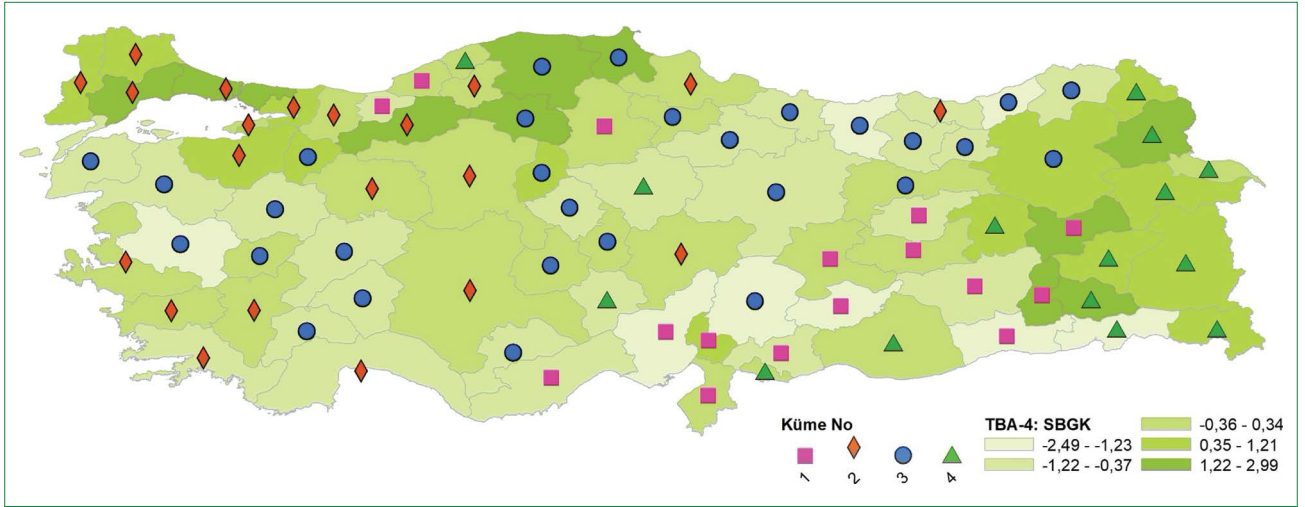 Küme No
1 2 3 4
TBA-4: SBGK
-2,49 - -1,23
-1,22 - -0,37
-0,36 - 0,34
0,35 - 1,21
1,22 - 2,99